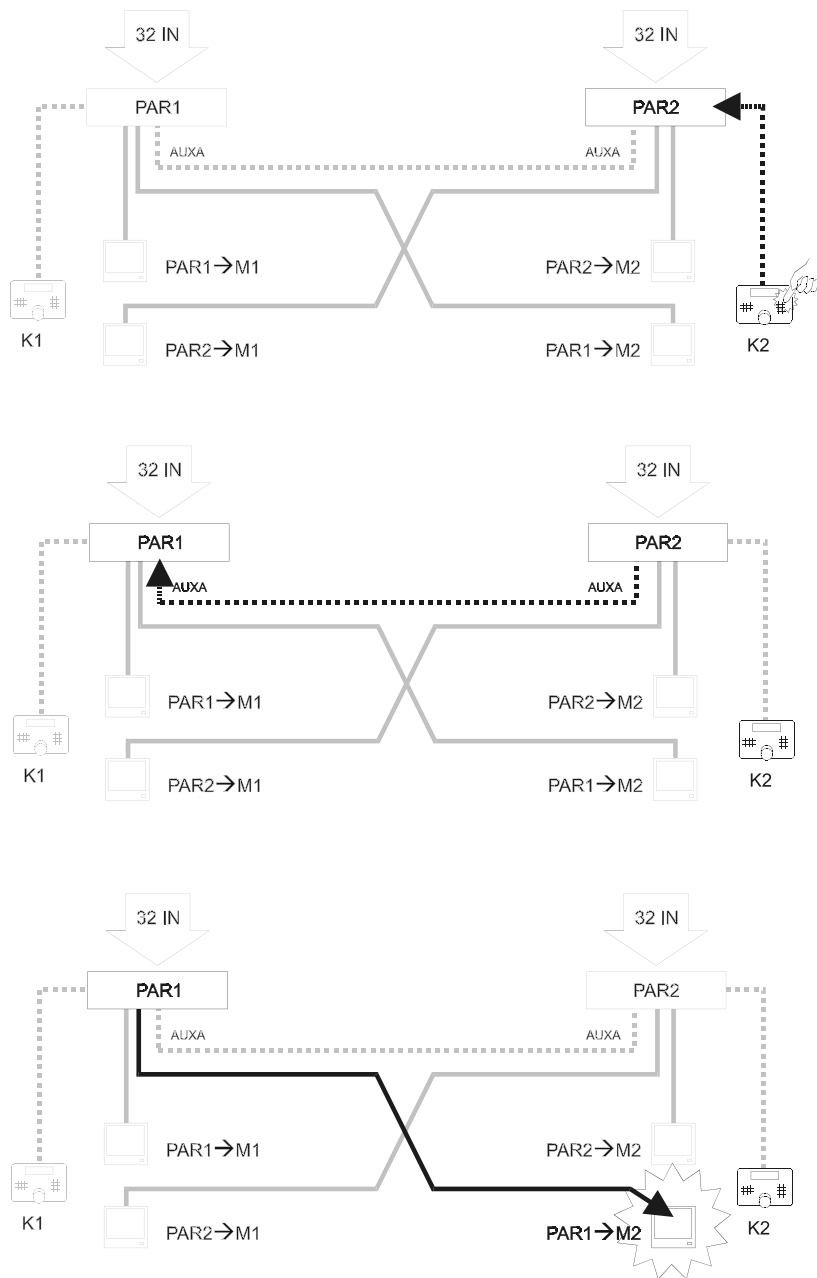 32 IN 32 IN
PAR1 PAR2
AUXA AUXA
PAR1→M1 PAR2→M2
K1 K2
PAR2→M1 PAR1→M2
32 IN 32 IN
PAR1 PAR2
AUXA AUXA
PAR1→M1 PAR2→M2
K1 K2
PAR2→M1 PAR1→M2
32 IN 32 IN
PAR1 PAR2
AUXA AUXA
PAR1→M1 PAR2→M2
K1 K2
PAR2→M1 PAR1→M2